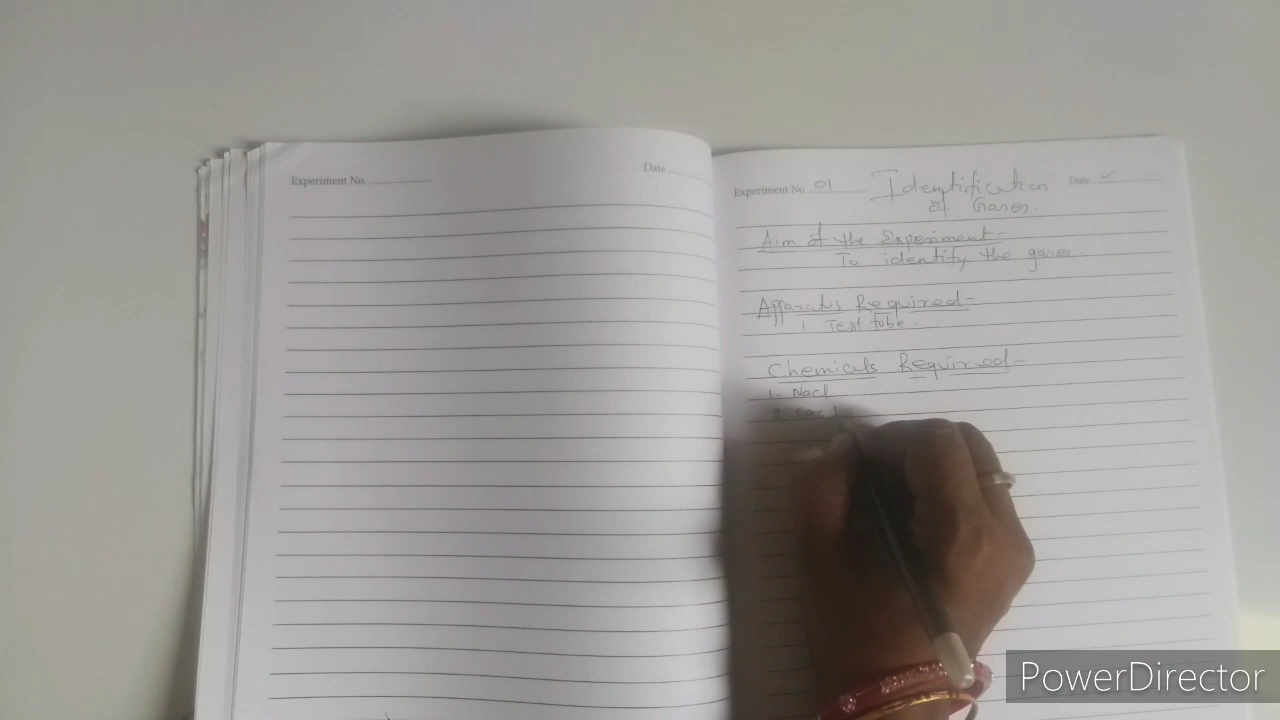 Experiment No.
Date
Experiment No. 01
Identification
of Gases.
Date
Aim of the Experiment-
To identify the gases.
Apparatus Required-
1 Test tube.
Chemicals Required-
1- Nacl
2-
PowerDirector